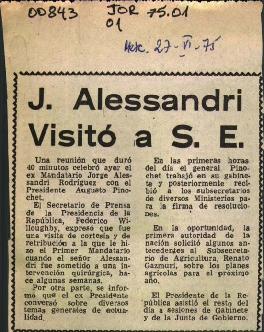 00843
JOR
75.01
01
Merc. 27-VI-75
J. Alessandri
Visitó a S. E.
Una reunión que duró
40 minutos celebró ayer el
ex Mandatario Jorge Ales-
sandri Rodríguez con el
Presidente Augusto Pino-
chet.
El Secretario de Prensa
de la Presidencia de la
República, Federico Wi-
lloughby, expresó que fue
una visita de cortesía y de
retribución a la que le hi-
zo el Primer Mandatario
cuando el señor Alessan-
dri fue sometido a una in-
tervención quirúrgica, ha-
ce algunas semanas.
Por otra parte, se infor-
mó que el ex Presidente
conversó sobre diversos
temas generales de actua-
lidad.
En las primeras horas
del día el general Pino-
chet trabajó en su gabine-
te y posteriormente reci-
bió a los subsecretarios
de diversos Ministerios pa-
ra la firma de resolucio-
nes.
En la oportunidad, la
primera autoridad de la
nación solicitó algunos an-
tecedentes al Subsecreta-
rio de Agricultura, Renato
Gazmuri, sobre los planes
agrícolas para el próximo
año.
El Presidente de la Re-
pública asistió el resto del
día a sesiones de Gabinete
y de la Junta de Gobierno.